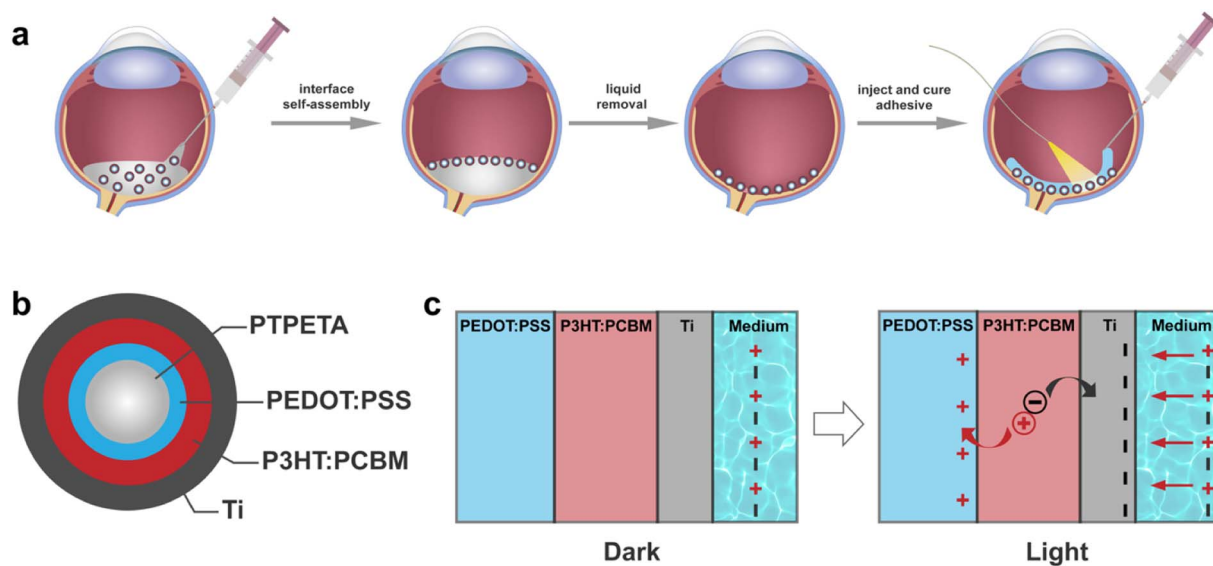 a
interface
self-assembly
liquid
removal
inject and cure
adhesive
b
PTPETA
PEDOT:PSS
P3HT:PCBM
Ti
c
PEDOT:PSS P3HT:PCBM Ti Medium
+
+
+
+
Dark
PEDOT:PSS P3HT:PCBM Ti Medium
+ +
+ +
+ +
+ +
− +
Light